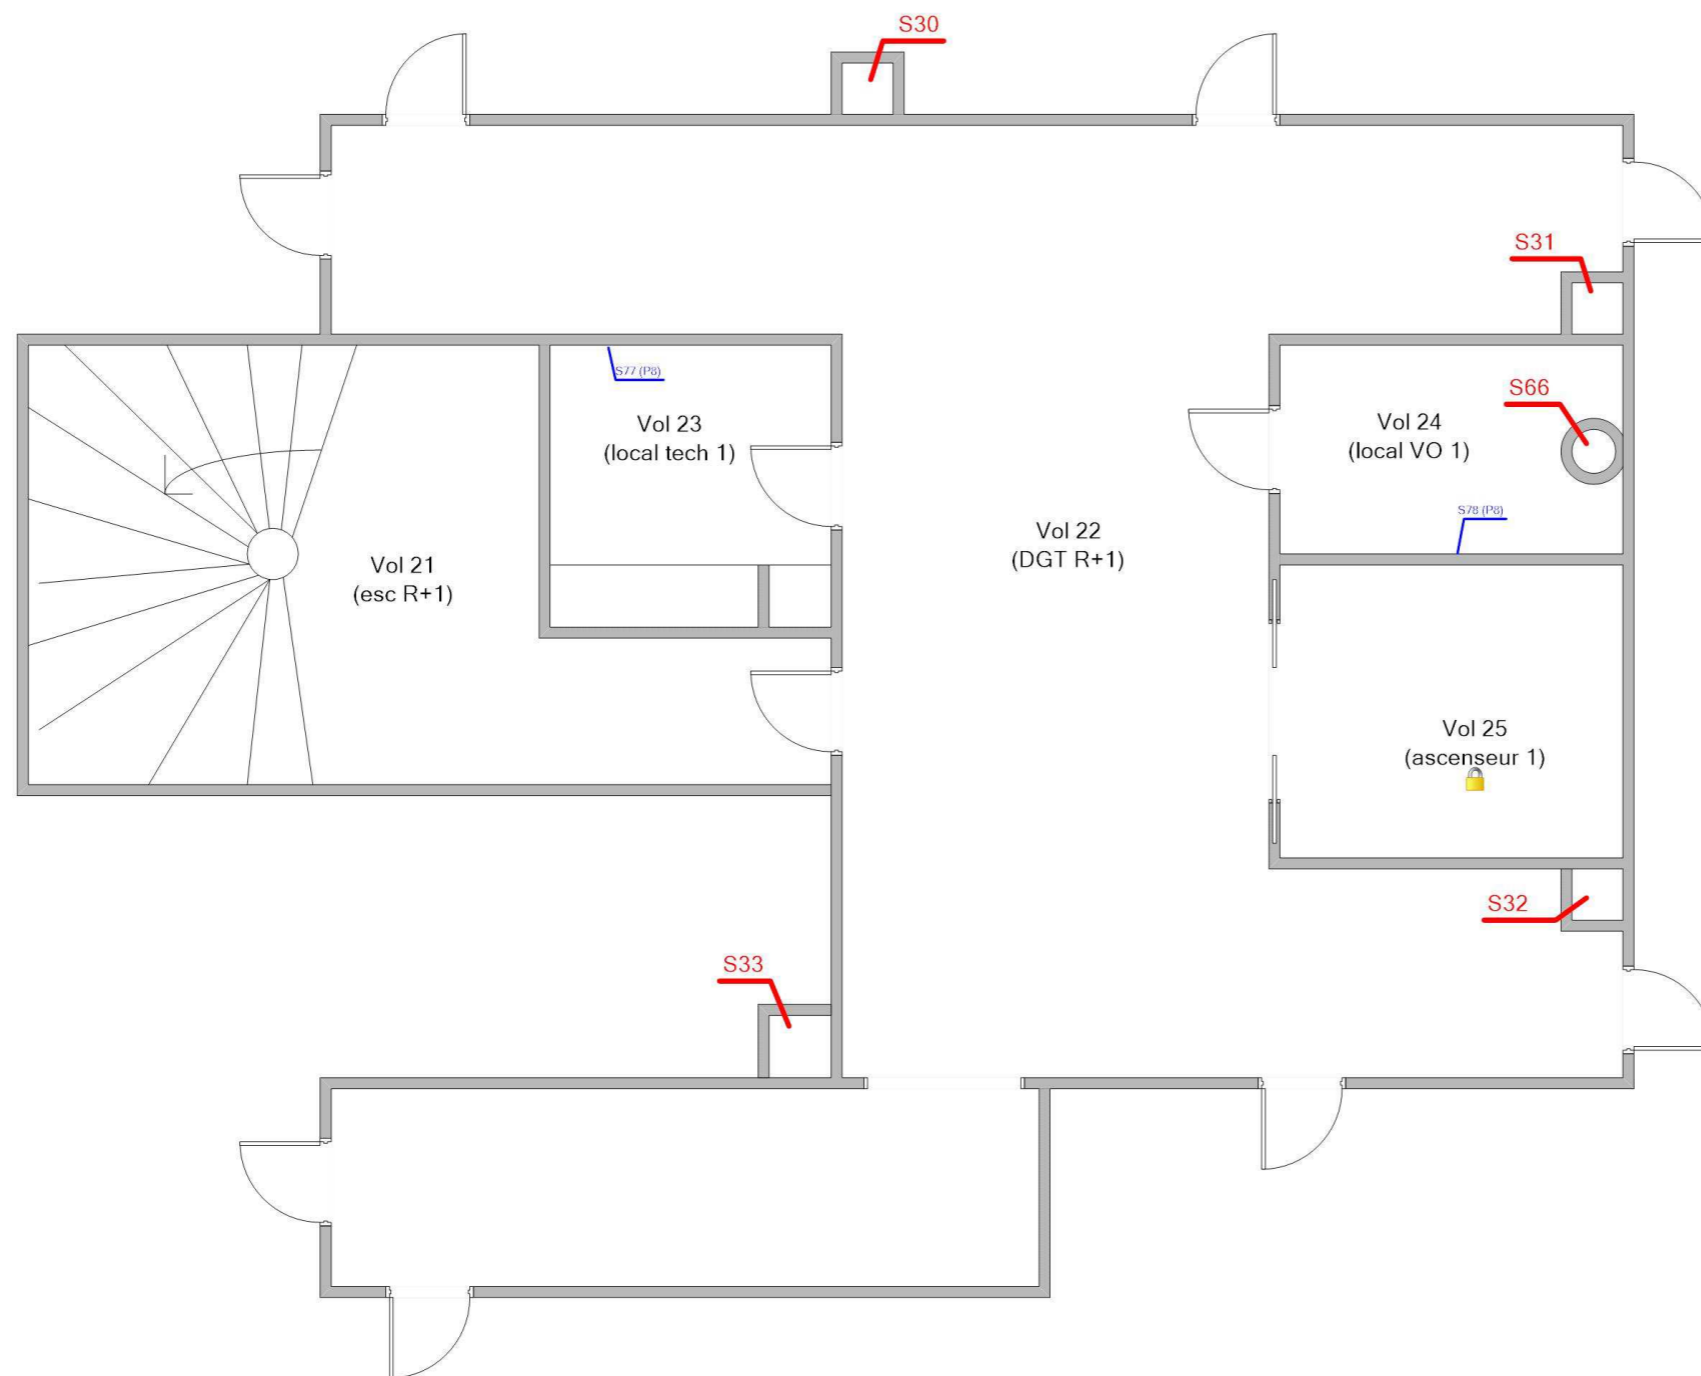 S30
S31
S77 (P8)
S66
Vol 23
(local tech 1)
Vol 24
(local VO 1)
S78 (P8)
Vol 22
(DGT R+1)
Vol 21
(esc R+1)
Vol 25
(ascenseur 1)
S32
S33